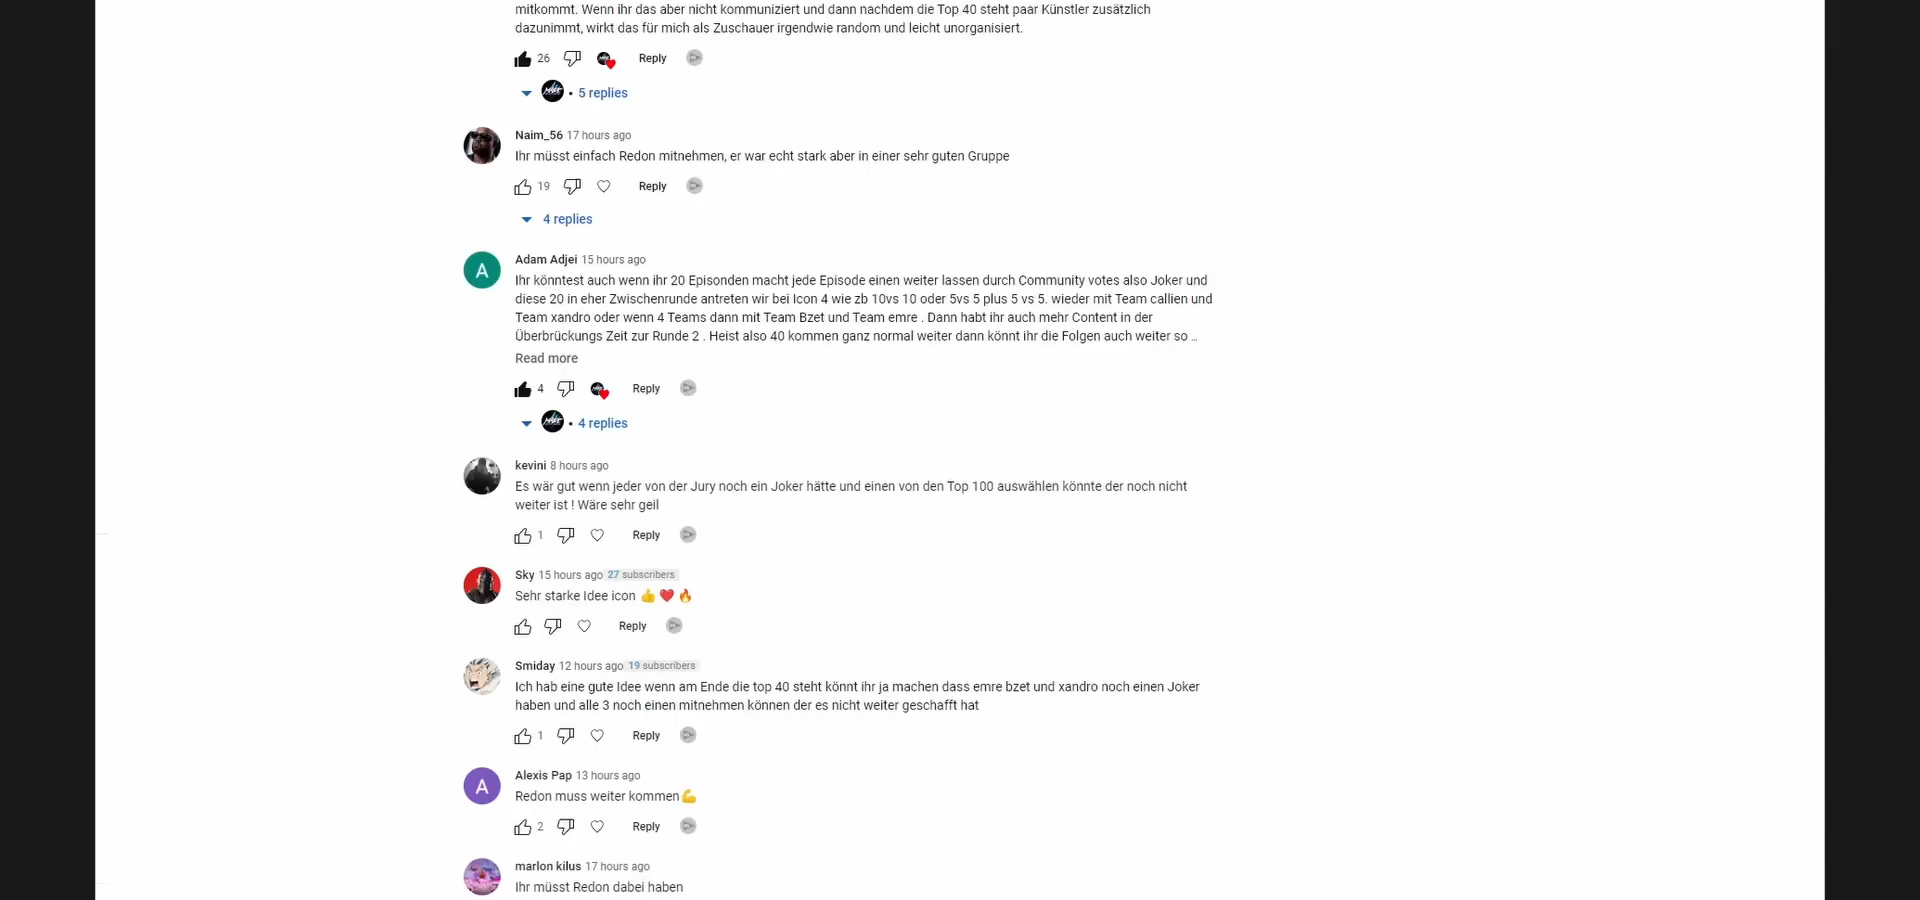 mitkommt. Wenn ihr das aber nicht kommuniziert und dann nachdem die Top 40 steht paar Künstler zusätzlich
dazunimmt, wirkt das für mich als Zuschauer irgendwie random und leicht unorganisiert.
26 Reply
5 replies
Naim_56 17 hours ago
Ihr müsst einfach Redon mitnehmen, er war echt stark aber in einer sehr guten Gruppe
19 Reply
4 replies
A
Adam Adjei 15 hours ago
Ihr könntest auch wenn ihr 20 Episonden macht jede Episode einen weiter lassen durch Community votes also Joker und
diese 20 in eher Zwischenrunde antreten wir bei Icon 4 wie zb 10vs 10 oder 5vs 5 plus 5 vs 5. wieder mit Team callien und
Team xandro oder wenn 4 Teams dann mit Team Bzet und Team emre . Dann habt ihr auch mehr Content in der
Überbrückungs Zeit zur Runde 2 . Heist also 40 kommen ganz normal weiter dann könnt ihr die Folgen auch weiter so ...
Read more
4 Reply
4 replies
kevini 8 hours ago
Es wär gut wenn jeder von der Jury noch ein Joker hätte und einen von den Top 100 auswählen könnte der noch nicht
weiter ist ! Wäre sehr geil
1 Reply
Sky 15 hours ago 27 subscribers
Sehr starke Idee icon 👍 ❤️ 🔥
Reply
Smiday 12 hours ago 19 subscribers
Ich hab eine gute Idee wenn am Ende die top 40 steht könnt ihr ja machen dass emre bzet und xandro noch einen Joker
haben und alle 3 noch einen mitnehmen können der es nicht weiter geschafft hat
1 Reply
A
Alexis Pap 13 hours ago
Redon muss weiter kommen💪
2 Reply
marlon kilus 17 hours ago
Ihr müsst Redon dabei haben